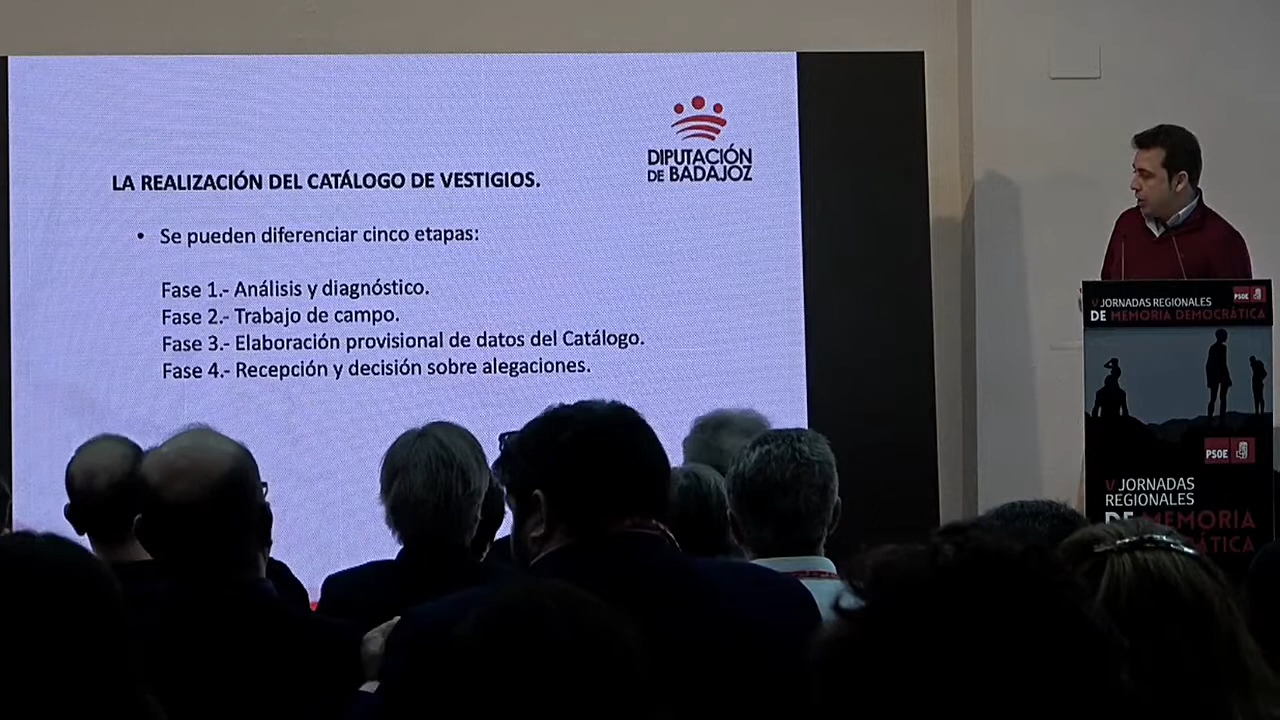 DIPUTACIÓN
DE BADAJOZ
LA REALIZACIÓN DEL CATÁLOGO DE VESTIGIOS.
• Se pueden diferenciar cinco etapas:
Fase 1.- Análisis y diagnóstico.
Fase 2.- Trabajo de campo.
Fase 3.- Elaboración provisional de datos del Catálogo.
Fase 4.- Recepción y decisión sobre alegaciones.
V JORNADAS REGIONALES
DE MEMORIA DEMOCRÁTICA
PSOE
PSOE
V JORNADAS
REGIONALES
DE MEMORIA